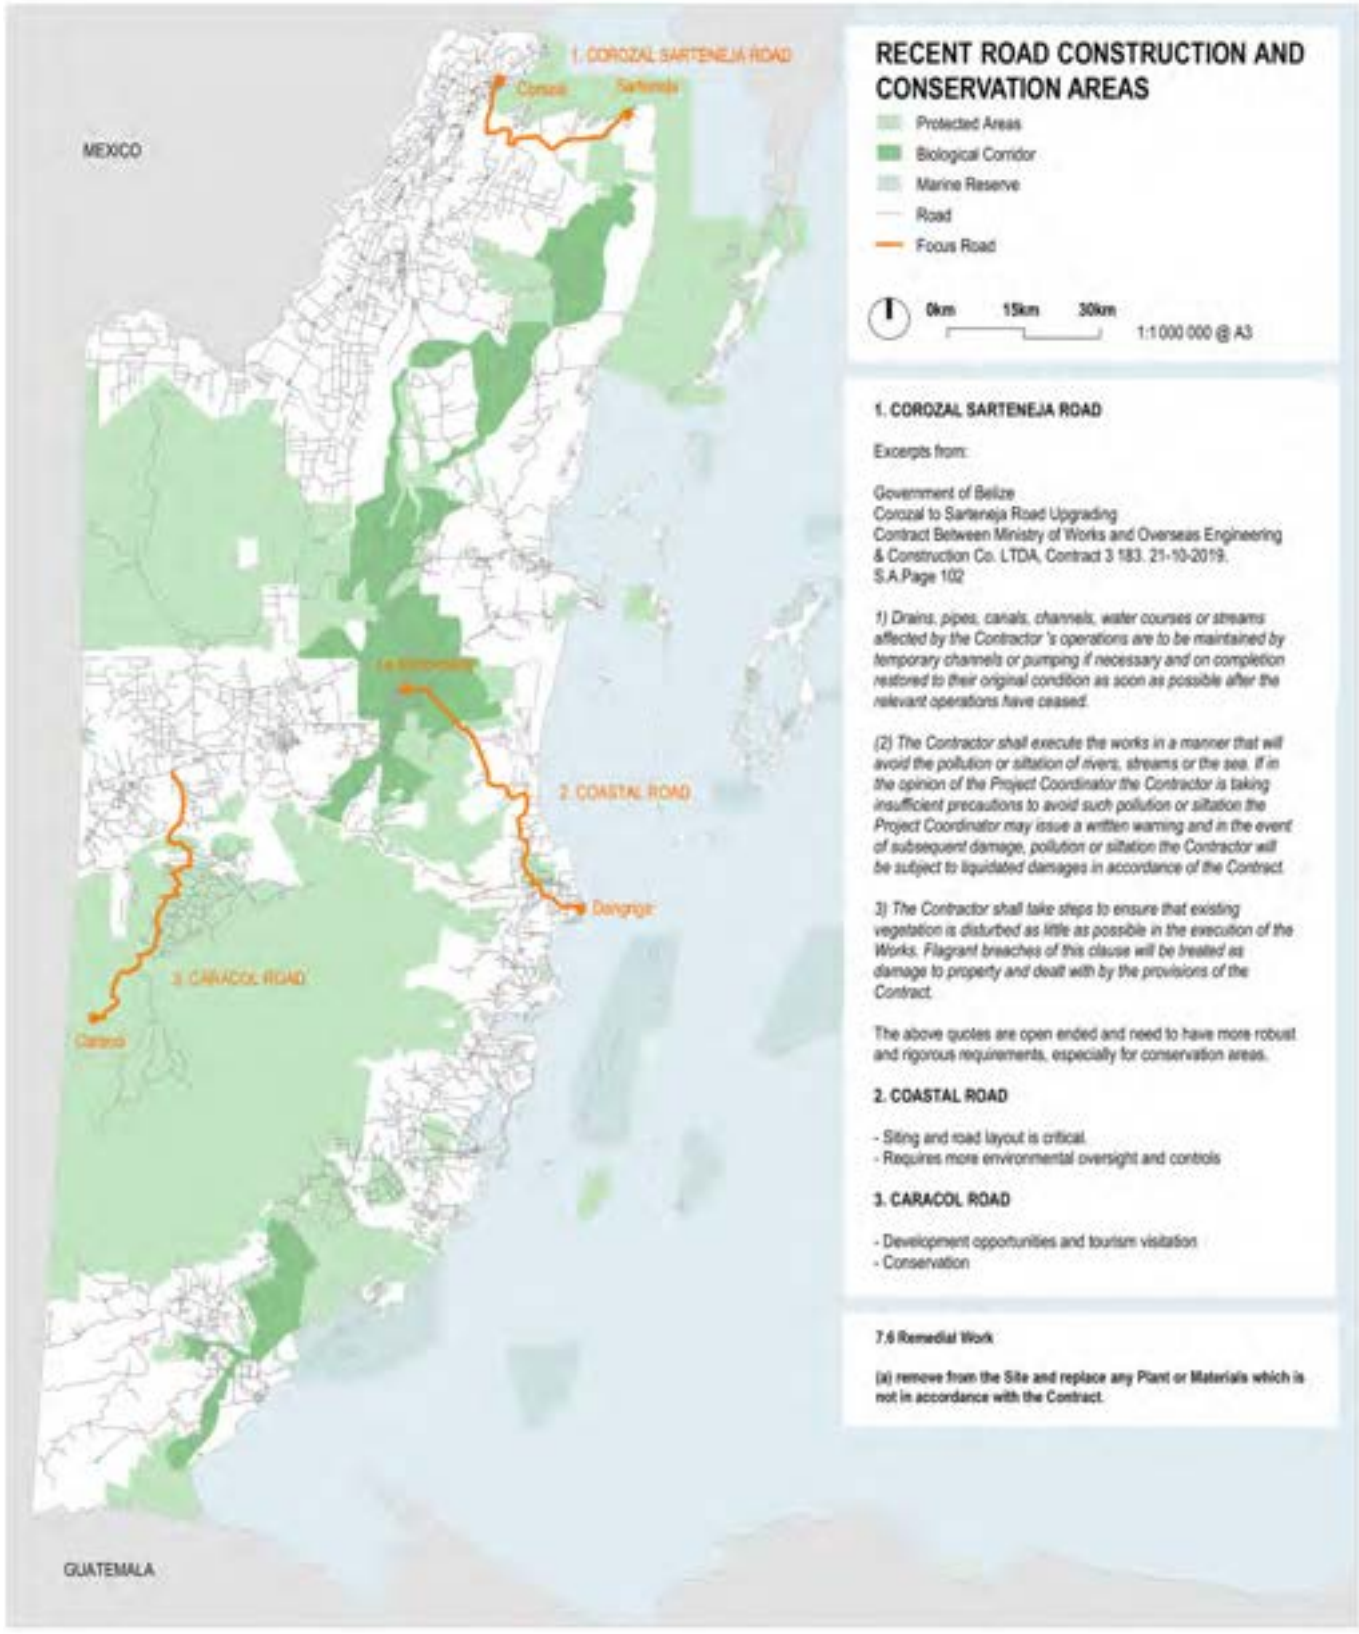 RECENT ROAD CONSTRUCTION AND
CONSERVATION AREAS
Protected Areas
Biological Corridor
Marine Reserve
Road
Focus Road
0km 15km 30km
1:1 000 000 @ A3
MEXICO
1. COROZAL SARTENEJA ROAD
Corozal
Sarteneja
2. COASTAL ROAD
Dangriga
3. CARACOL ROAD
Caracol
GUATEMALA
1. COROZAL SARTENEJA ROAD
Excerpts from:
Government of Belize
Corozal to Sarteneja Road Upgrading
Contract Between Ministry of Works and Overseas Engineering
& Construction Co. LTDA, Contract 3 183. 21-10-2019.
S.A.Page 102
1) Drains, pipes, canals, channels, water courses or streams
affected by the Contractor 's operations are to be maintained by
temporary channels or pumping if necessary and on completion
restored to their original condition as soon as possible after the
relevant operations have ceased.
(2) The Contractor shall execute the works in a manner that will
avoid the pollution or siltation of rivers, streams or the sea. If in
the opinion of the Project Coordinator the Contractor is taking
insufficient precautions to avoid such pollution or siltation the
Project Coordinator may issue a written warning and in the event
of subsequent damage, pollution or siltation the Contractor will
be subject to liquidated damages in accordance of the Contract.
3) The Contractor shall take steps to ensure that existing
vegetation is disturbed as little as possible in the execution of the
Works. Flagrant breaches of this clause will be treated as
damage to property and dealt with by the provisions of the
Contract.
The above quotes are open ended and need to have more robust
and rigorous requirements, especially for conservation areas.
2. COASTAL ROAD
- Siting and road layout is critical.
- Requires more environmental oversight and controls
3. CARACOL ROAD
- Development opportunities and tourism visitation
- Conservation
7.6 Remedial Work
(a) remove from the Site and replace any Plant or Materials which is
not in accordance with the Contract.